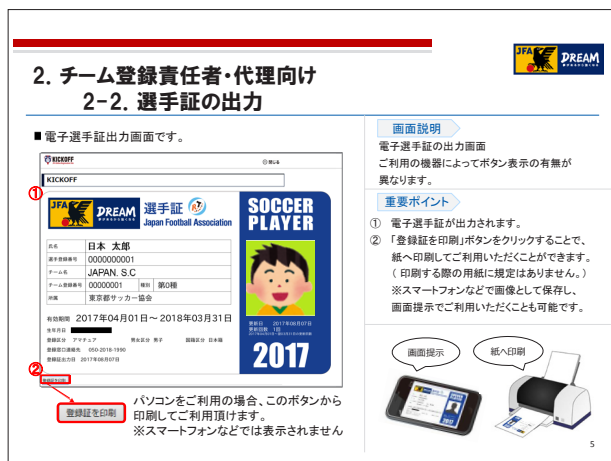 JFA
DREAM
2. チーム登録責任者・代理向け
2-2. 選手証の出力
■電子選手証出力画面です。
KICKOFF
⊗閉じる
KICKOFF
①
JFA
DREAM
選手証
Japan Football Association
SOCCER
PLAYER
氏名 日本 太郎
選手登録番号 0000000001
チーム名 JAPAN. S.C
チーム登録番号 00000001 種別 第0種
所属 東京都サッカー協会
有効期間 2017年04月01日~2018年03月31日
生年月日
登録区分 アマチュア 男女区分 男子 国籍区分 日本籍
登録窓口連絡先 050-2018-1990
登録証出力日 2017年08月07日
更新日 2017年08月07日
更新回数 1回
2017
②
登録証を印刷
登録証を印刷
パソコンをご利用の場合、このボタンから
印刷してご利用頂けます。
※スマートフォンなどでは表示されません
画面説明
電子選手証の出力画面
ご利用の機器によってボタン表示の有無が
異なります。
重要ポイント
① 電子選手証が出力されます。
② 「登録証を印刷」ボタンをクリックすることで、
紙へ印刷してご利用いただくことができます。
(印刷する際の用紙に規定はありません。)
※スマートフォンなどで画像として保存し、
画面提示でご利用いただくことも可能です。
画面提示
紙へ印刷
5